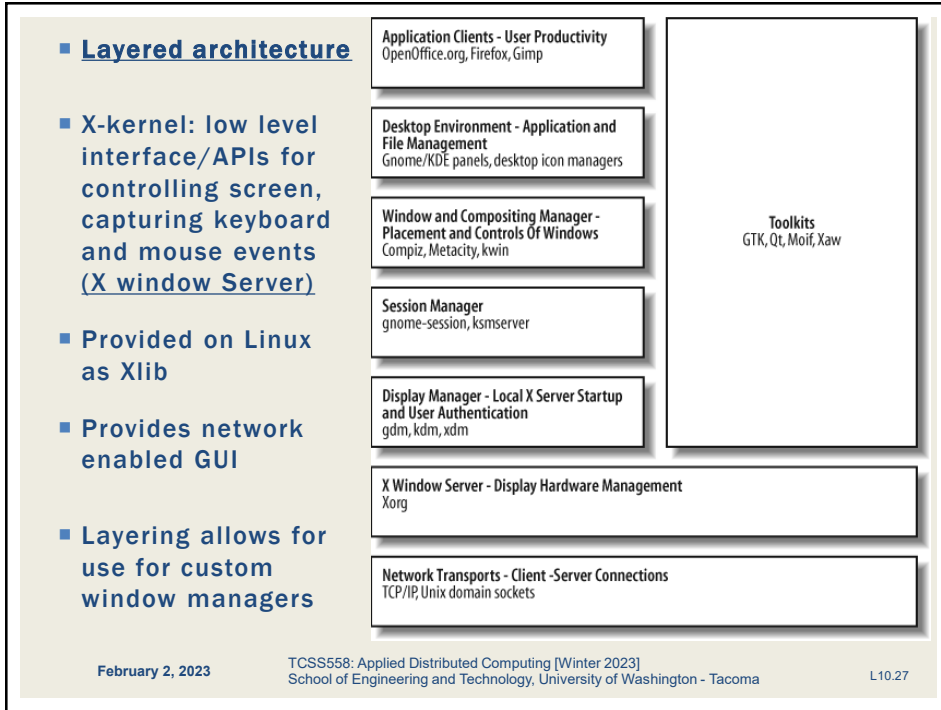 Layered architecture
X-kernel: low level
interface/APIs for
controlling screen,
capturing keyboard
and mouse events
(X window Server)
Provided on Linux
as Xlib
Provides network
enabled GUI
Layering allows for
use for custom
window managers
Application Clients - User Productivity
OpenOffice.org, Firefox, Gimp
Desktop Environment - Application and
File Management
Gnome/KDE panels, desktop icon managers
Window and Compositing Manager -
Placement and Controls Of Windows
Compiz, Metacity, kwin
Session Manager
gnome-session, ksmserver
Display Manager - Local X Server Startup
and User Authentication
gdm, kdm, xdm
Toolkits
GTK, Qt, Moif, Xaw
X Window Server - Display Hardware Management
Xorg
Network Transports - Client -Server Connections
TCP/IP, Unix domain sockets
February 2, 2023
TCSS558: Applied Distributed Computing [Winter 2023]
School of Engineering and Technology, University of Washington - Tacoma
L10.27